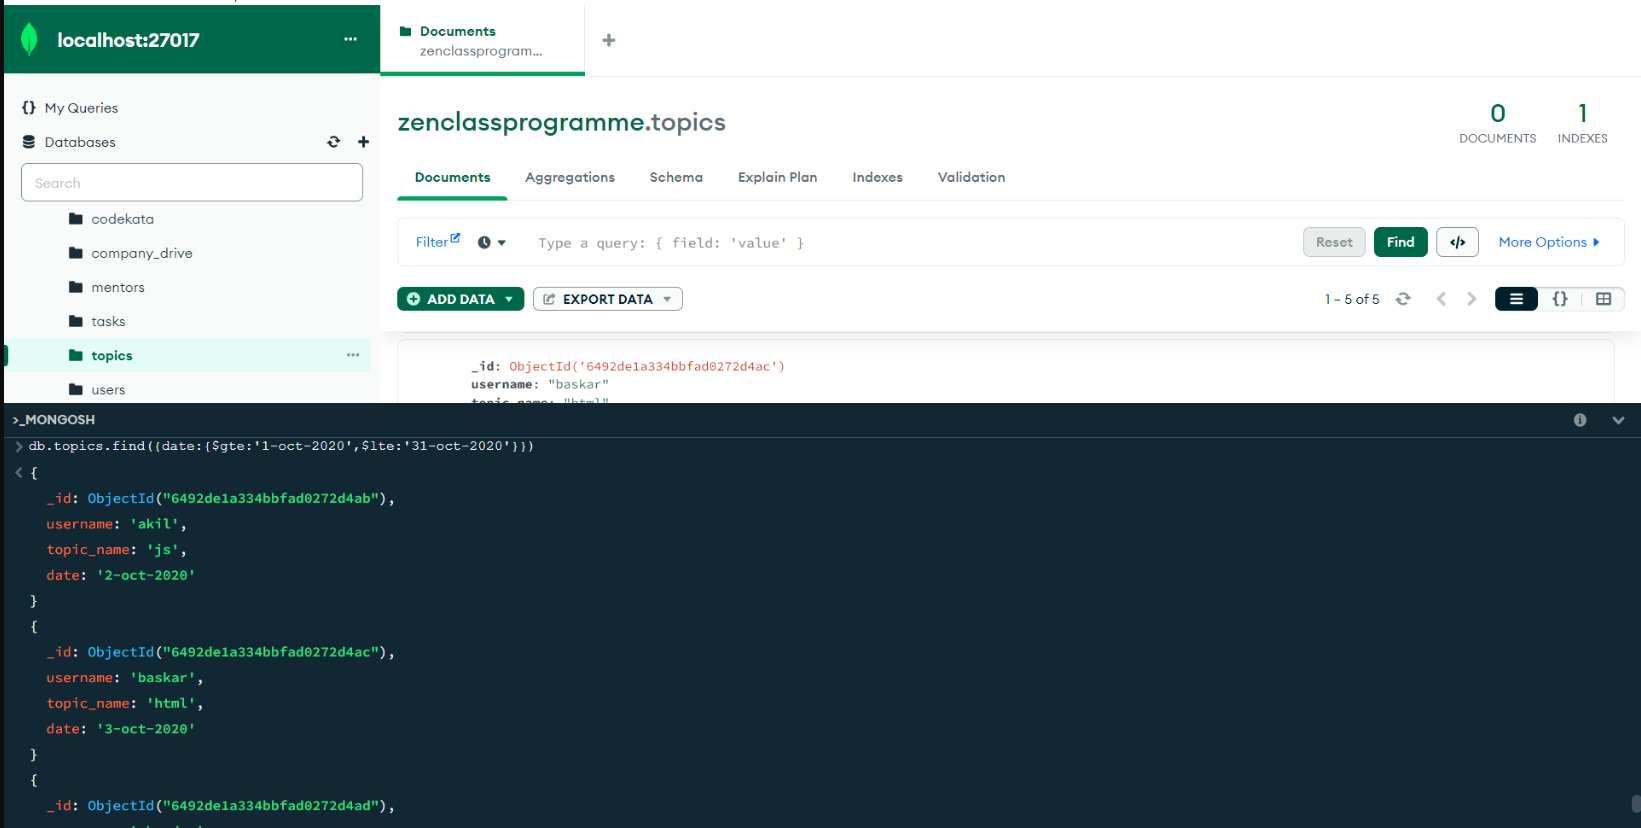 localhost:27017
...
Documents
zenclassprogram...
+
{} My Queries
Databases
Search
codekata
company_drive
mentors
tasks
topics
...
users
zenclassprogramme.topics
0
DOCUMENTS
1
INDEXES
Documents
Aggregations
Schema
Explain Plan
Indexes
Validation
Filter
Type a query: { field: 'value' }
Reset
Find
</>
More Options
ADD DATA
EXPORT DATA
1 – 5 of 5
{}
_id: ObjectId('6492de1a334bbfad0272d4ac')
username: "baskar"
topic_name: "html"
>_MONGOSH
> db.topics.find({date:{$gte:'1-oct-2020',$lte:'31-oct-2020'}})
< {
_id: ObjectId("6492de1a334bbfad0272d4ab"),
username: 'akil',
topic_name: 'js',
date: '2-oct-2020'
}
{
_id: ObjectId("6492de1a334bbfad0272d4ac"),
username: 'baskar',
topic_name: 'html',
date: '3-oct-2020'
}
{
_id: ObjectId("6492de1a334bbfad0272d4ad"),